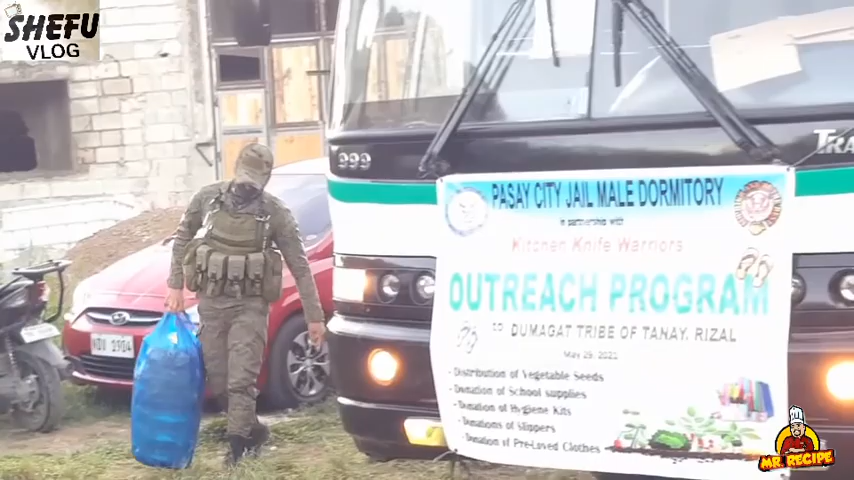 SHEFU
VLOG
999
TRA
PASAY CITY JAIL MALE DORMITORY
in partnership with
Kitchen Knife Warriors
OUTREACH PROGRAM
TO DUMAGAT TRIBE OF TANAY, RIZAL
May 29, 2021
- Distribution of Vegetable Seeds
- Donation of School supplies
- Donation of Hygiene Kits
- Donations of Slippers
- Donation of Pre-Loved Clothes
MR. RECIPE